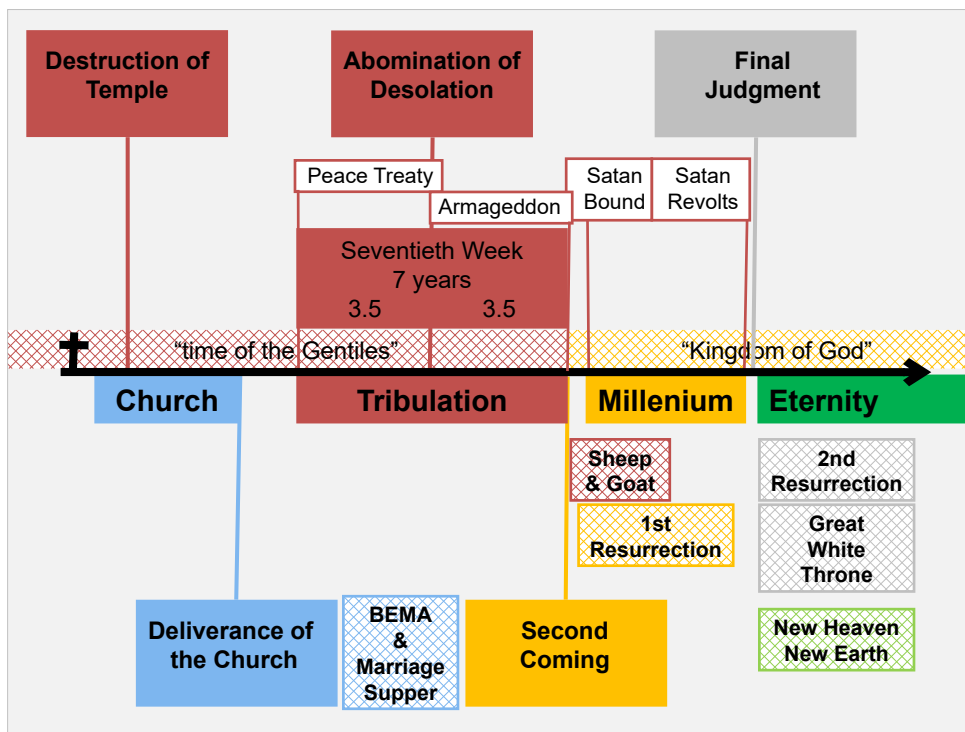 Destruction of
Temple
Abomination of
Desolation
Final
Judgment
Peace Treaty
Armageddon
Satan
Bound
Satan
Revolts
Seventieth Week
7 years
3.5 3.5
“time of the Gentiles”
“Kingdom of God”
Church
Tribulation
Millenium
Eternity
Sheep
& Goat
1st
Resurrection
2nd
Resurrection
Great
White
Throne
Deliverance of
the Church
BEMA
&
Marriage
Supper
Second
Coming
New Heaven
New Earth